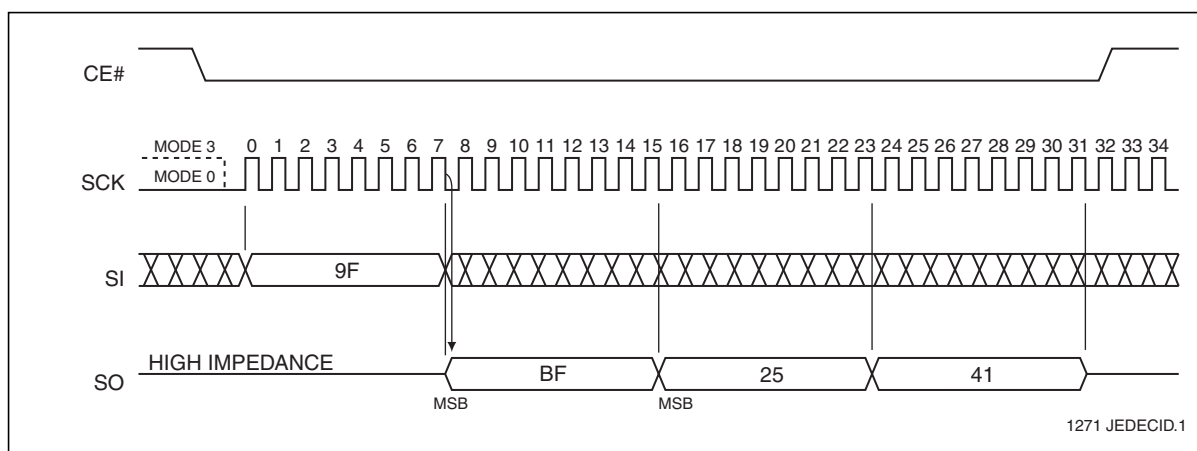 CE#
MODE 3
0 1 2 3 4 5 6 7 8 9 10 11 12 13 14 15 16 17 18 19 20 21 22 23 24 25 26 27 28 29 30 31 32 33 34
SCK
MODE 0
SI
9F
HIGH IMPEDANCE
SO
BF
25
41
MSB
MSB
1271 JEDECID.1